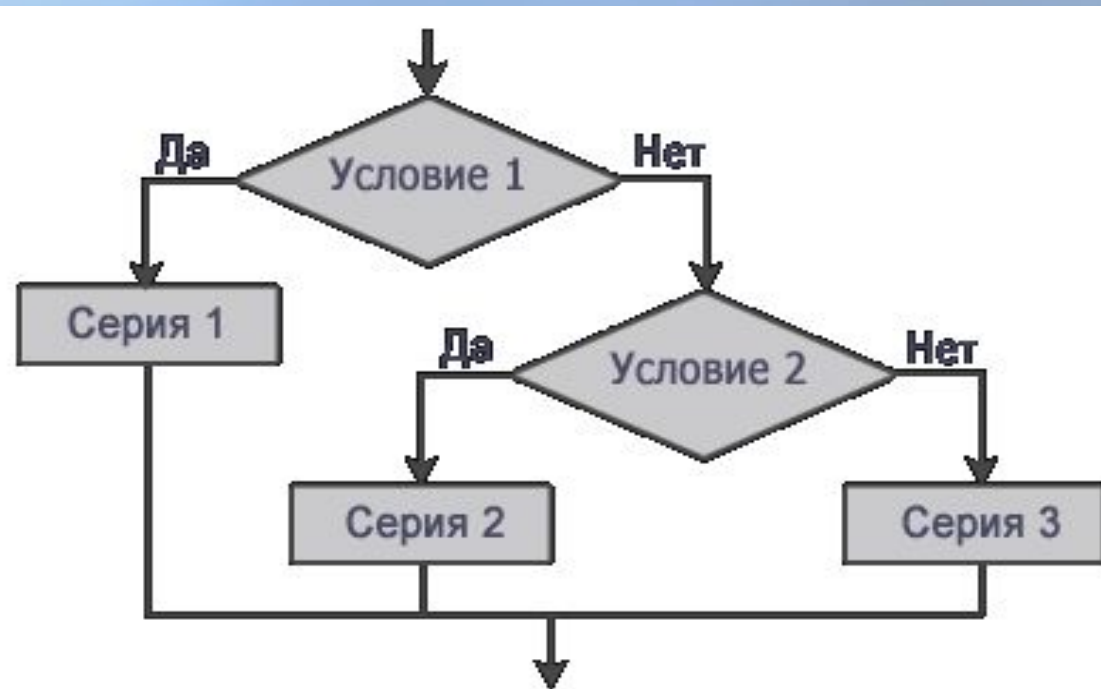 Да
Условие 1
Нет
Серия 1
Да
Условие 2
Нет
Серия 2
Серия 3